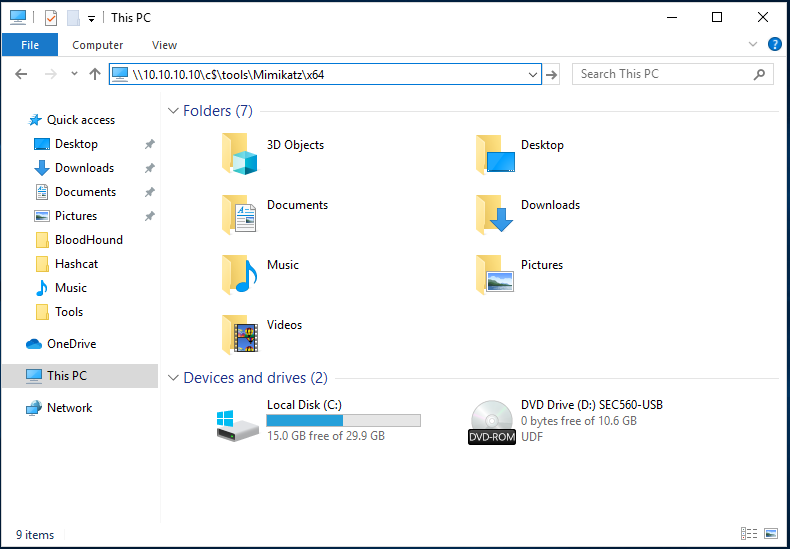 This PC
File Computer View
\\10.10.10.10\c$\tools\Mimikatz\x64
Search This PC
Quick access
Desktop
Downloads
Documents
Pictures
BloodHound
Hashcat
Music
Tools
OneDrive
This PC
Network
Folders (7)
3D Objects
Desktop
Documents
Downloads
Music
Pictures
Videos
Devices and drives (2)
Local Disk (C:)
15.0 GB free of 29.9 GB
DVD-ROM
DVD Drive (D:) SEC560-USB
0 bytes free of 10.6 GB
UDF
9 items